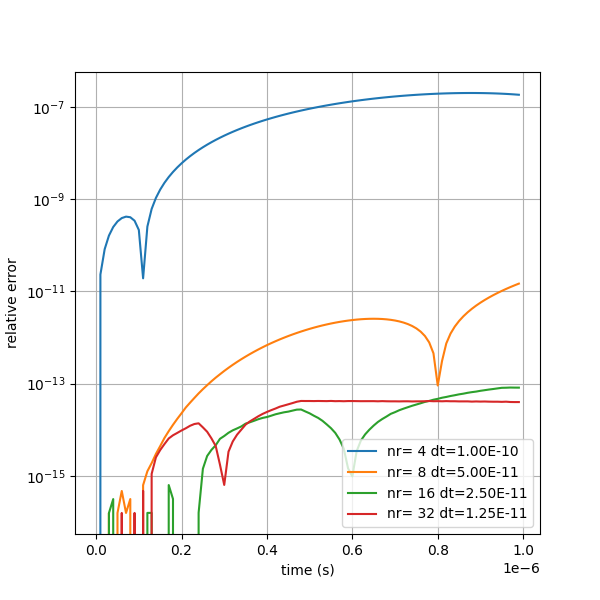 10⁻⁷
10⁻⁹
10⁻¹¹
10⁻¹³
10⁻¹⁵
relative error
0.0 0.2 0.4 0.6 0.8 1.0
time (s)
1e−6
nr= 4 dt=1.00E-10
nr= 8 dt=5.00E-11
nr= 16 dt=2.50E-11
nr= 32 dt=1.25E-11